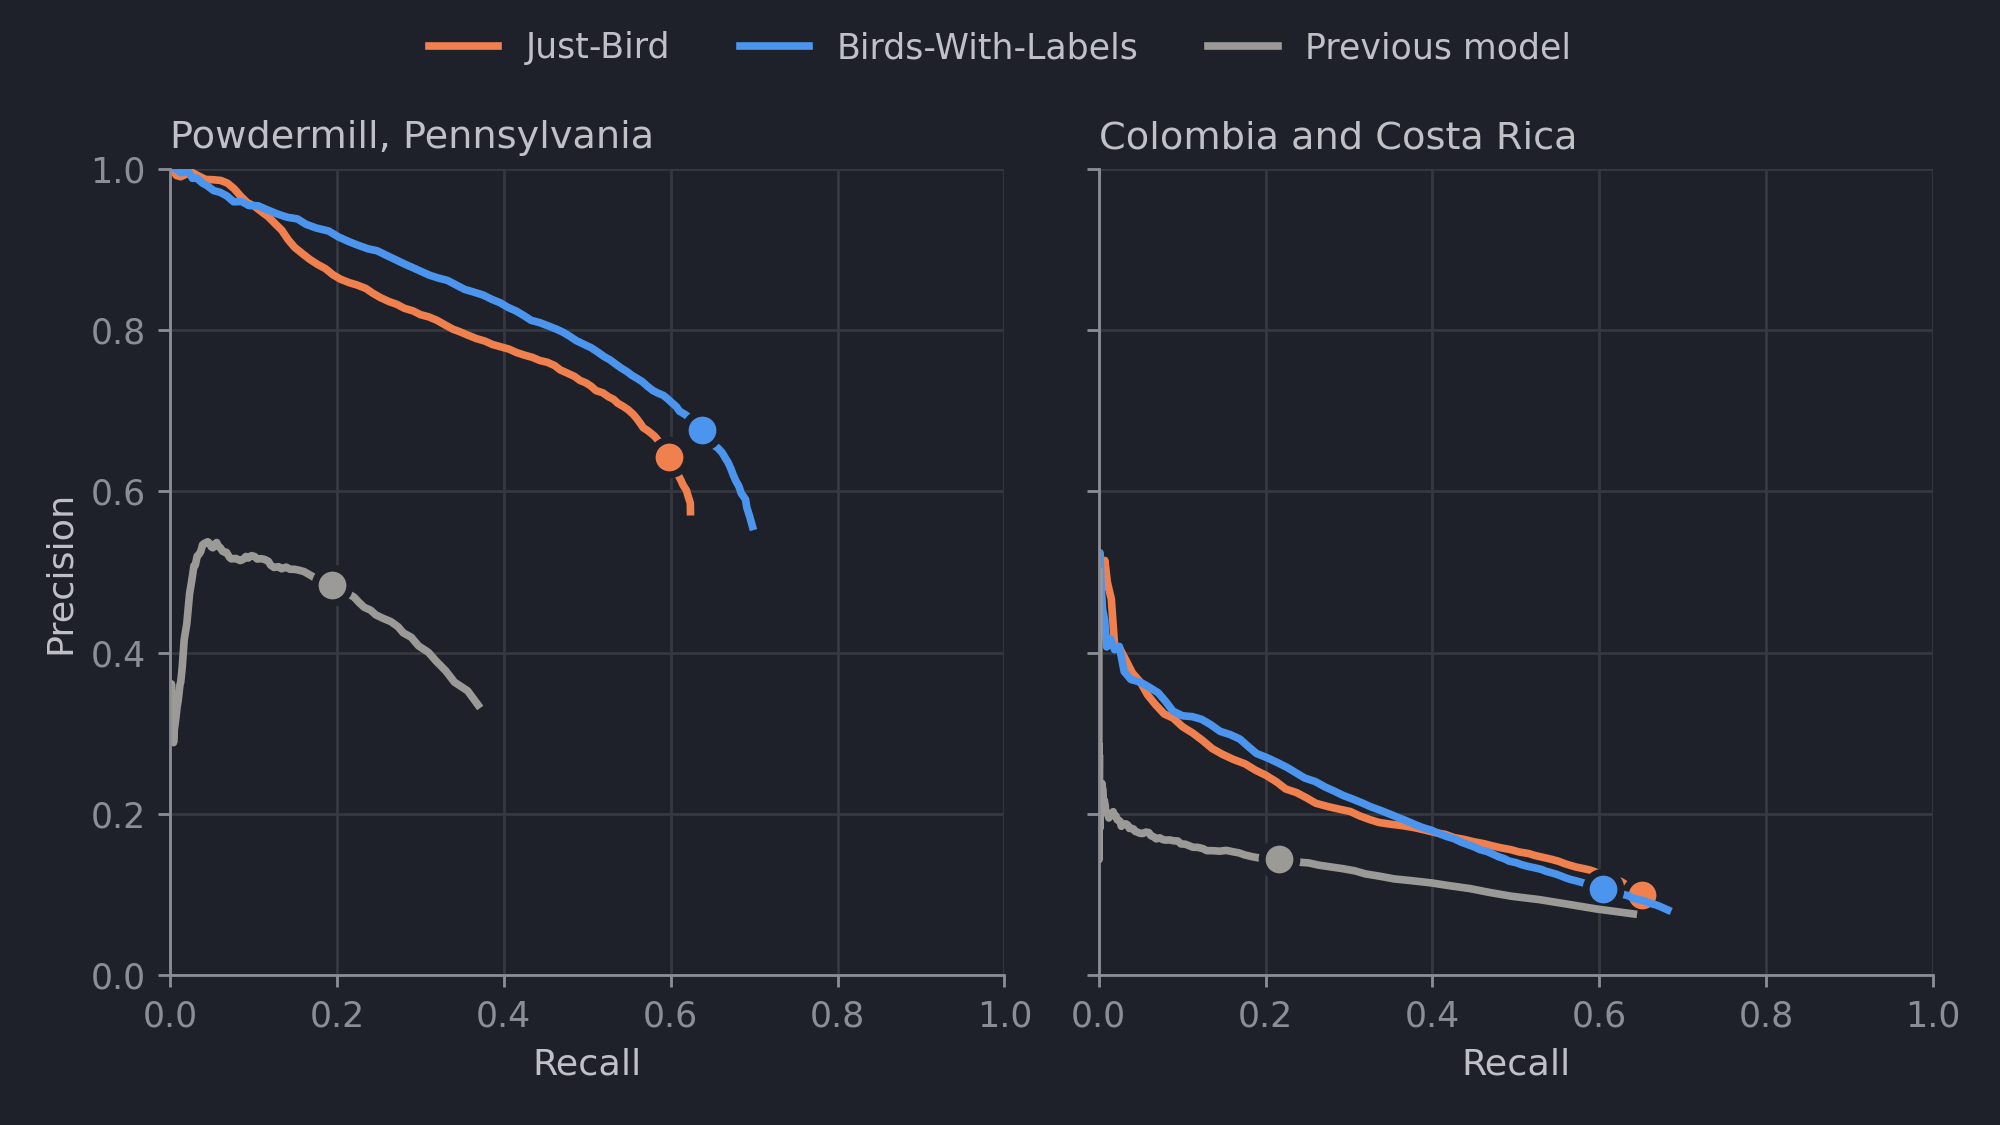 Just-Bird Birds-With-Labels Previous model
Powdermill, Pennsylvania
Colombia and Costa Rica
Precision
1.0
0.8
0.6
0.4
0.2
0.0
0.0 0.2 0.4 0.6 0.8 1.0
0.0 0.2 0.4 0.6 0.8 1.0
Recall
Recall